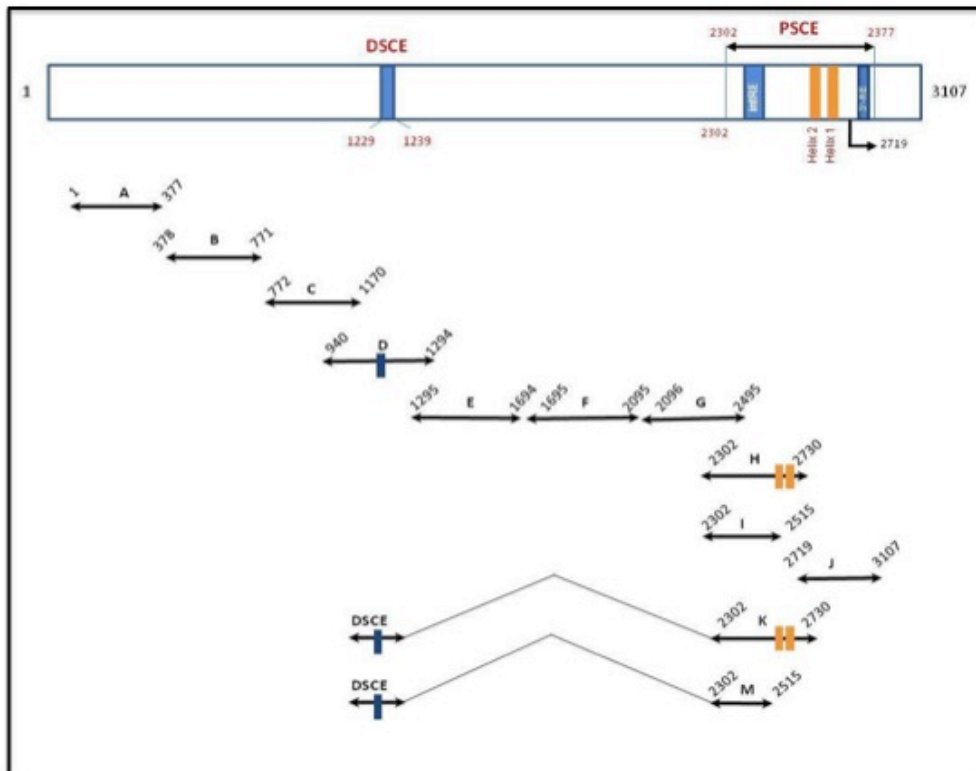 DSCE
2302 PSCE 2377
1 intRE 3107
1229 1239 2302 Helix 2 Helix 1 2719
1 A 377
378 B 771
772 C 1170
940 D 1294
1295 E 1694 1695 F 2095 2096 G 2495
2302 H 2730
2302 I 2515
2719 J 3107
DSCE 2302 K 2730
DSCE 2302 M 2515